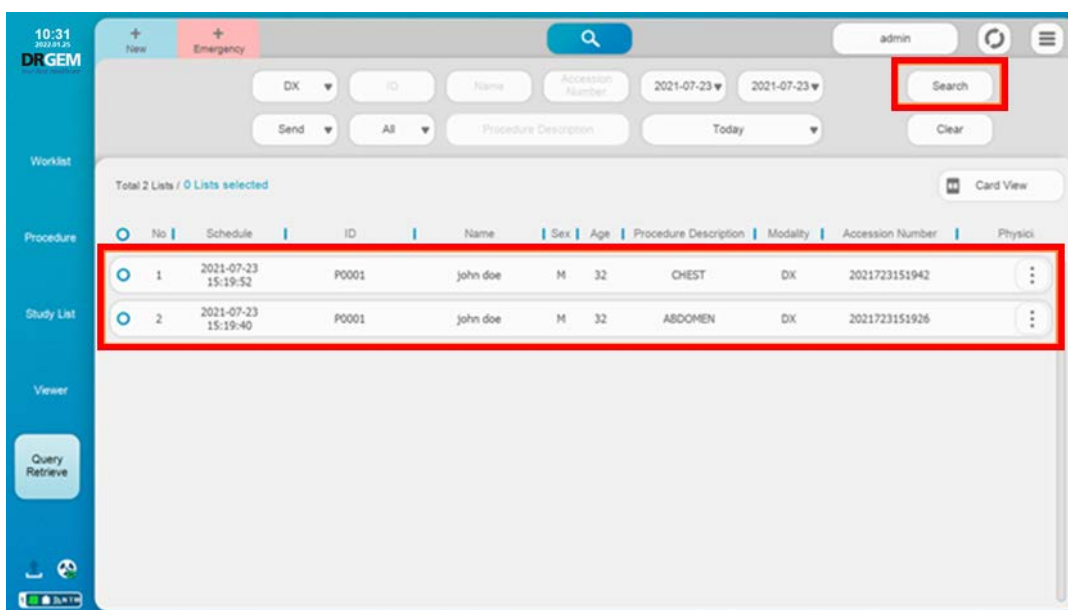 10:31
2022.01.25
DRGEM
+ New
+ Emergency
admin
DX
ID
Name
Accession Number
2021-07-23
2021-07-23
Search
Send
All
Procedure Description
Today
Clear
Worklist
Procedure
Study List
Viewer
Query Retrieve
Total 2 Lists / 0 Lists selected
Card View
No Schedule ID Name Sex Age Procedure Description Modality Accession Number Physici
1 2021-07-23 15:19:52 P0001 john doe M 32 CHEST DX 2021723151942
2 2021-07-23 15:19:40 P0001 john doe M 32 ABDOMEN DX 2021723151926